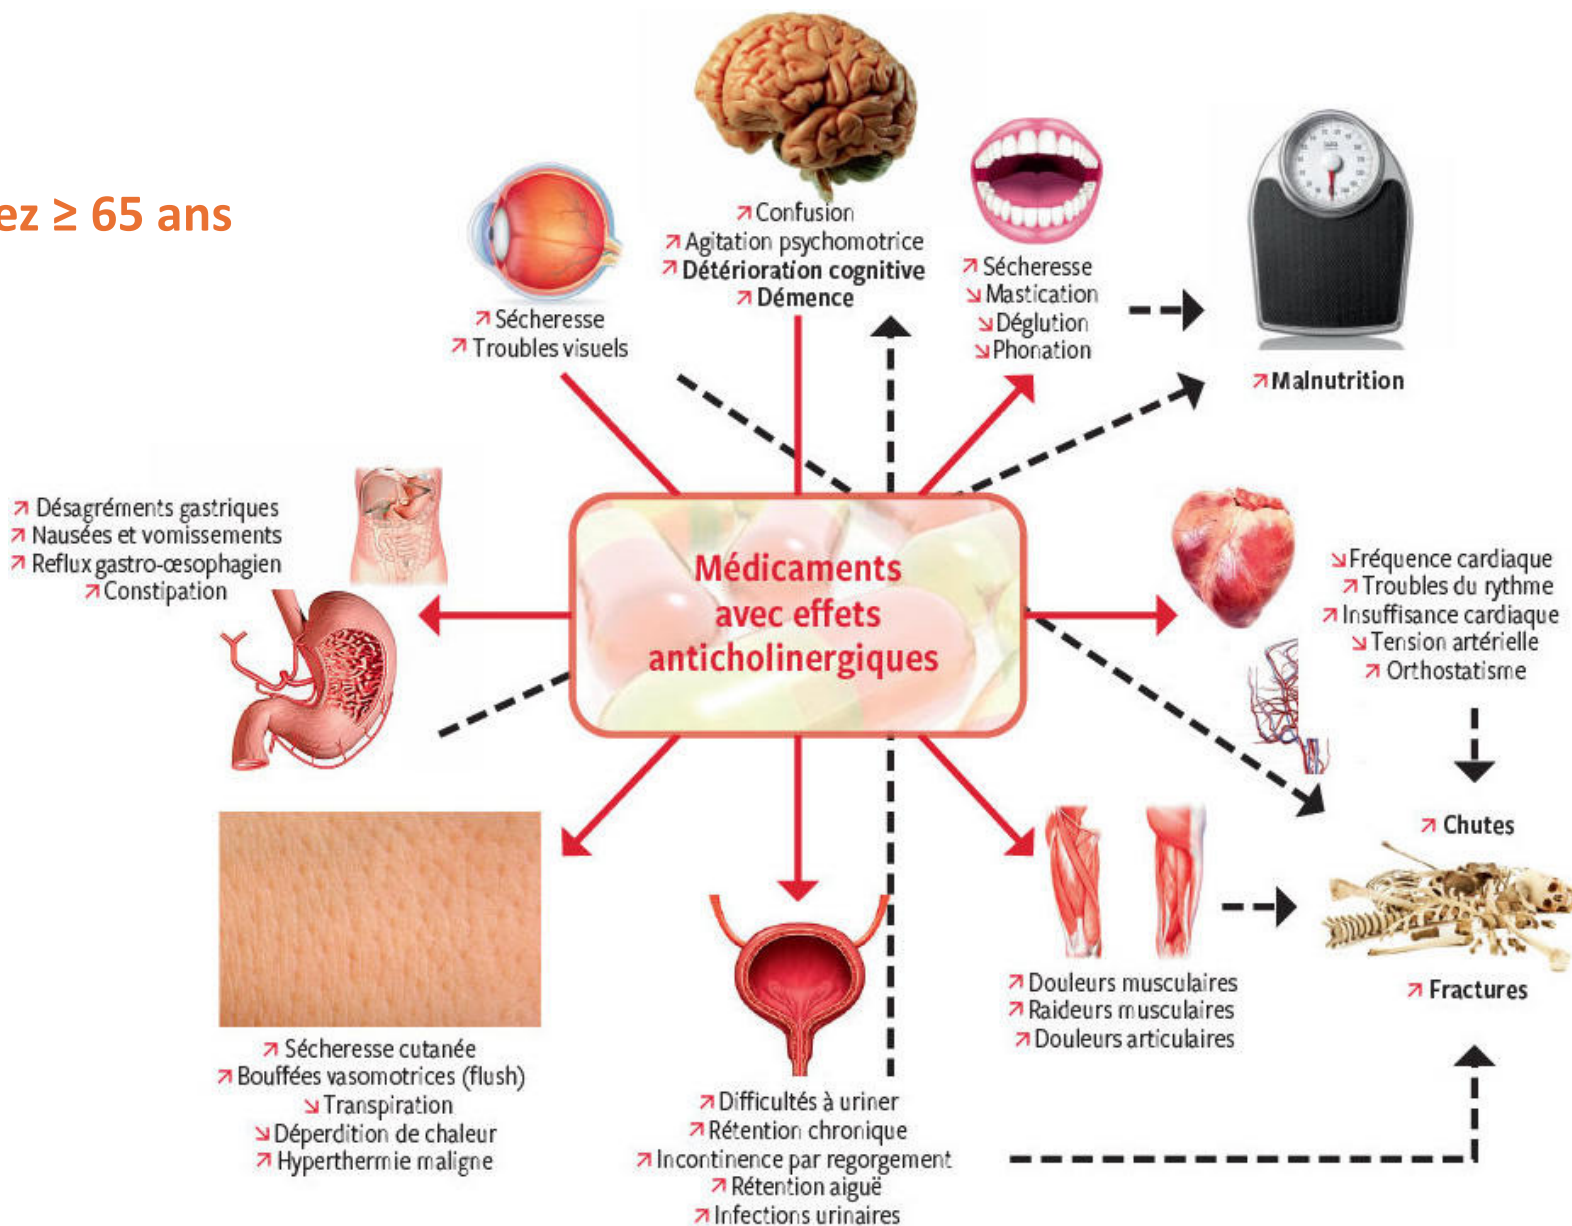 ez ≥ 65 ans
↗ Confusion
↗ Agitation psychomotrice
↗ Détérioration cognitive
↗ Démence
↗ Sécheresse
↗ Troubles visuels
↗ Sécheresse
↘ Mastication
↘ Déglution
↘ Phonation
↗ Malnutrition
↗ Désagréments gastriques
↗ Nausées et vomissements
↗ Reflux gastro-œsophagien
↗ Constipation
Médicaments
avec effets
anticholinergiques
↘ Fréquence cardiaque
↗ Troubles du rythme
↗ Insuffisance cardiaque
↘ Tension artérielle
↗ Orthostatisme
↗ Chutes
↗ Fractures
↗ Douleurs musculaires
↗ Raideurs musculaires
↗ Douleurs articulaires
↗ Sécheresse cutanée
↗ Bouffées vasomotrices (flush)
↘ Transpiration
↘ Déperdition de chaleur
↗ Hyperthermie maligne
↗ Difficultés à uriner
↗ Rétention chronique
↗ Incontinence par regorgement
↗ Rétention aiguë
↗ Infections urinaires